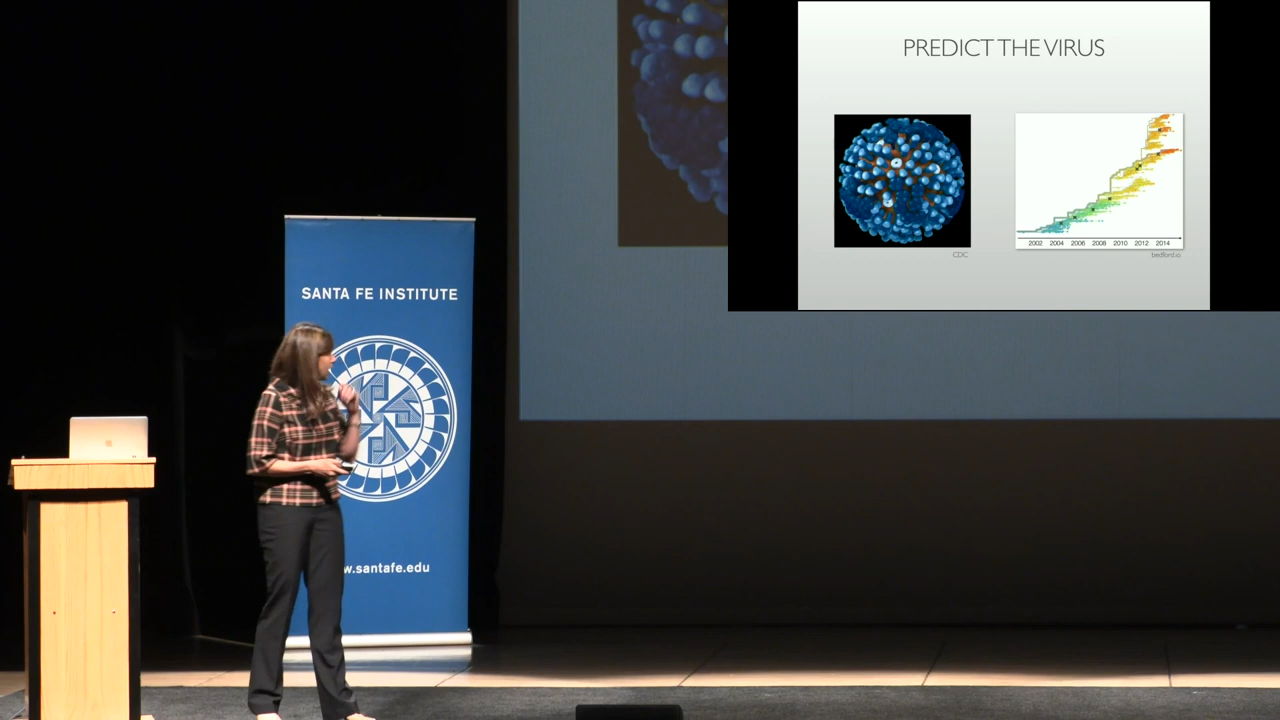 PREDICT THE VIRUS
2002 2004 2006 2008 2010 2012 2014
CDC
bedford.io
SANTA FE INSTITUTE
w.santafe.edu